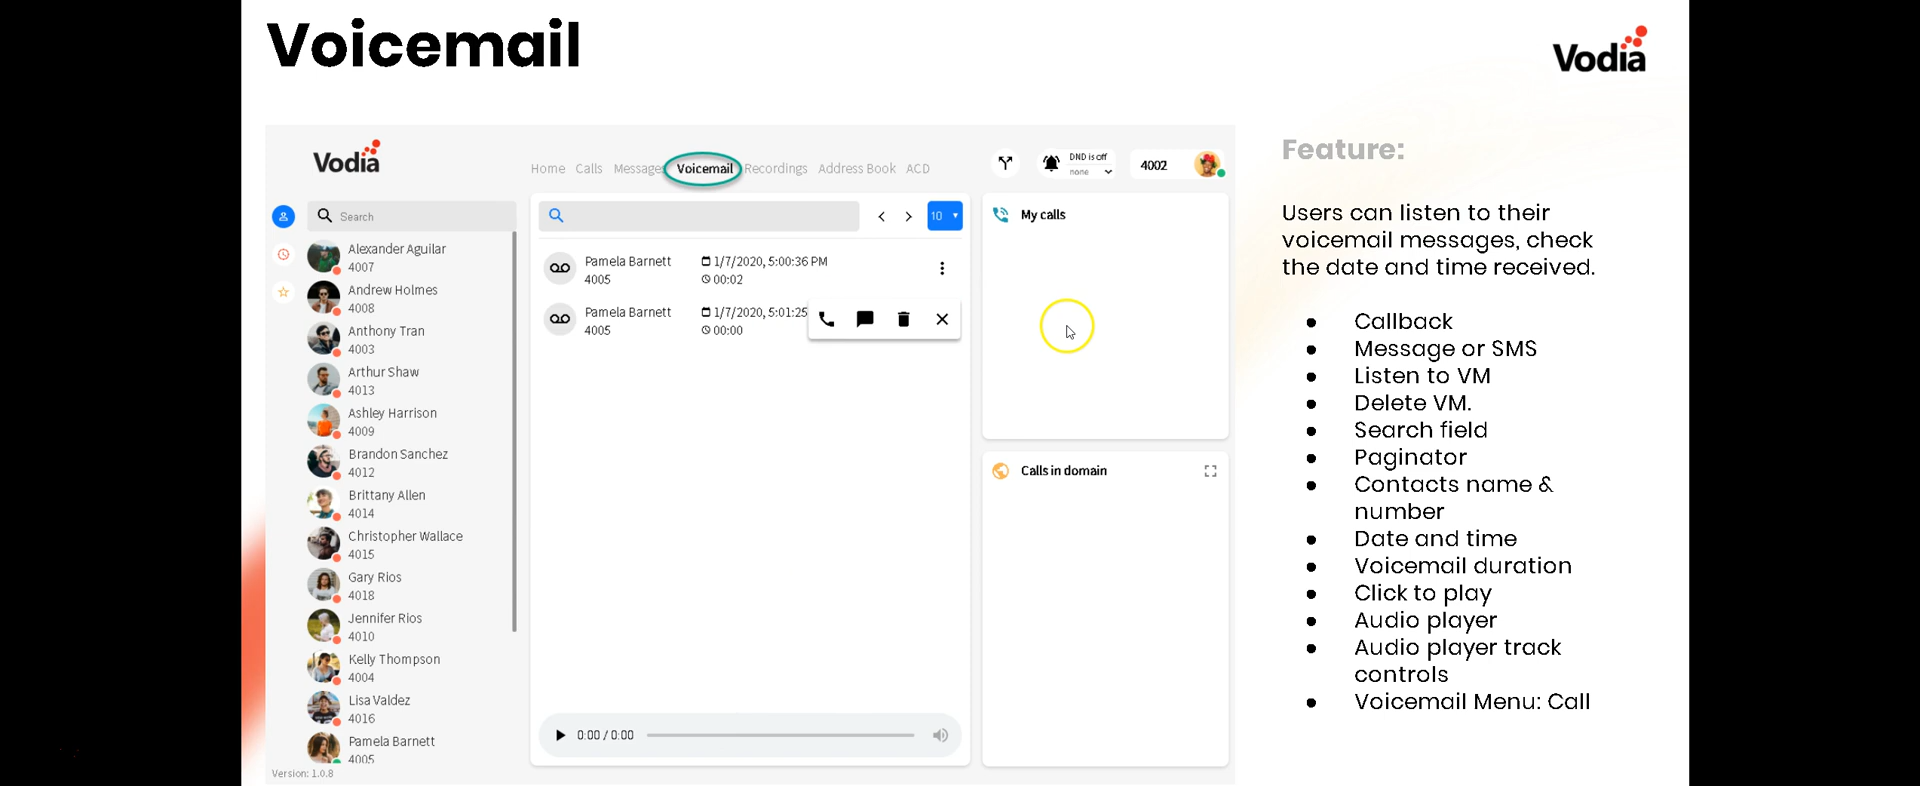 Voicemail
Vodia
Vodia
Home Calls Message Voicemail Recordings Address Book ACD
DND is off
none
4002
Search
10
Alexander Aguilar
4007
Andrew Holmes
4008
Anthony Tran
4003
Arthur Shaw
4013
Ashley Harrison
4009
Brandon Sanchez
4012
Brittany Allen
4014
Christopher Wallace
4015
Gary Rios
4018
Jennifer Rios
4010
Kelly Thompson
4004
Lisa Valdez
4016
Pamela Barnett
4005
Version: 1.0.8
Pamela Barnett 1/7/2020, 5:00:36 PM
4005 00:02
Pamela Barnett 1/7/2020, 5:01:25
4005 00:00
0:00 / 0:00
My calls
Calls in domain
Feature:
Users can listen to their
voicemail messages, check
the date and time received.
● Callback
● Message or SMS
● Listen to VM
● Delete VM.
● Search field
● Paginator
● Contacts name &
number
● Date and time
● Voicemail duration
● Click to play
● Audio player
● Audio player track
controls
● Voicemail Menu: Call